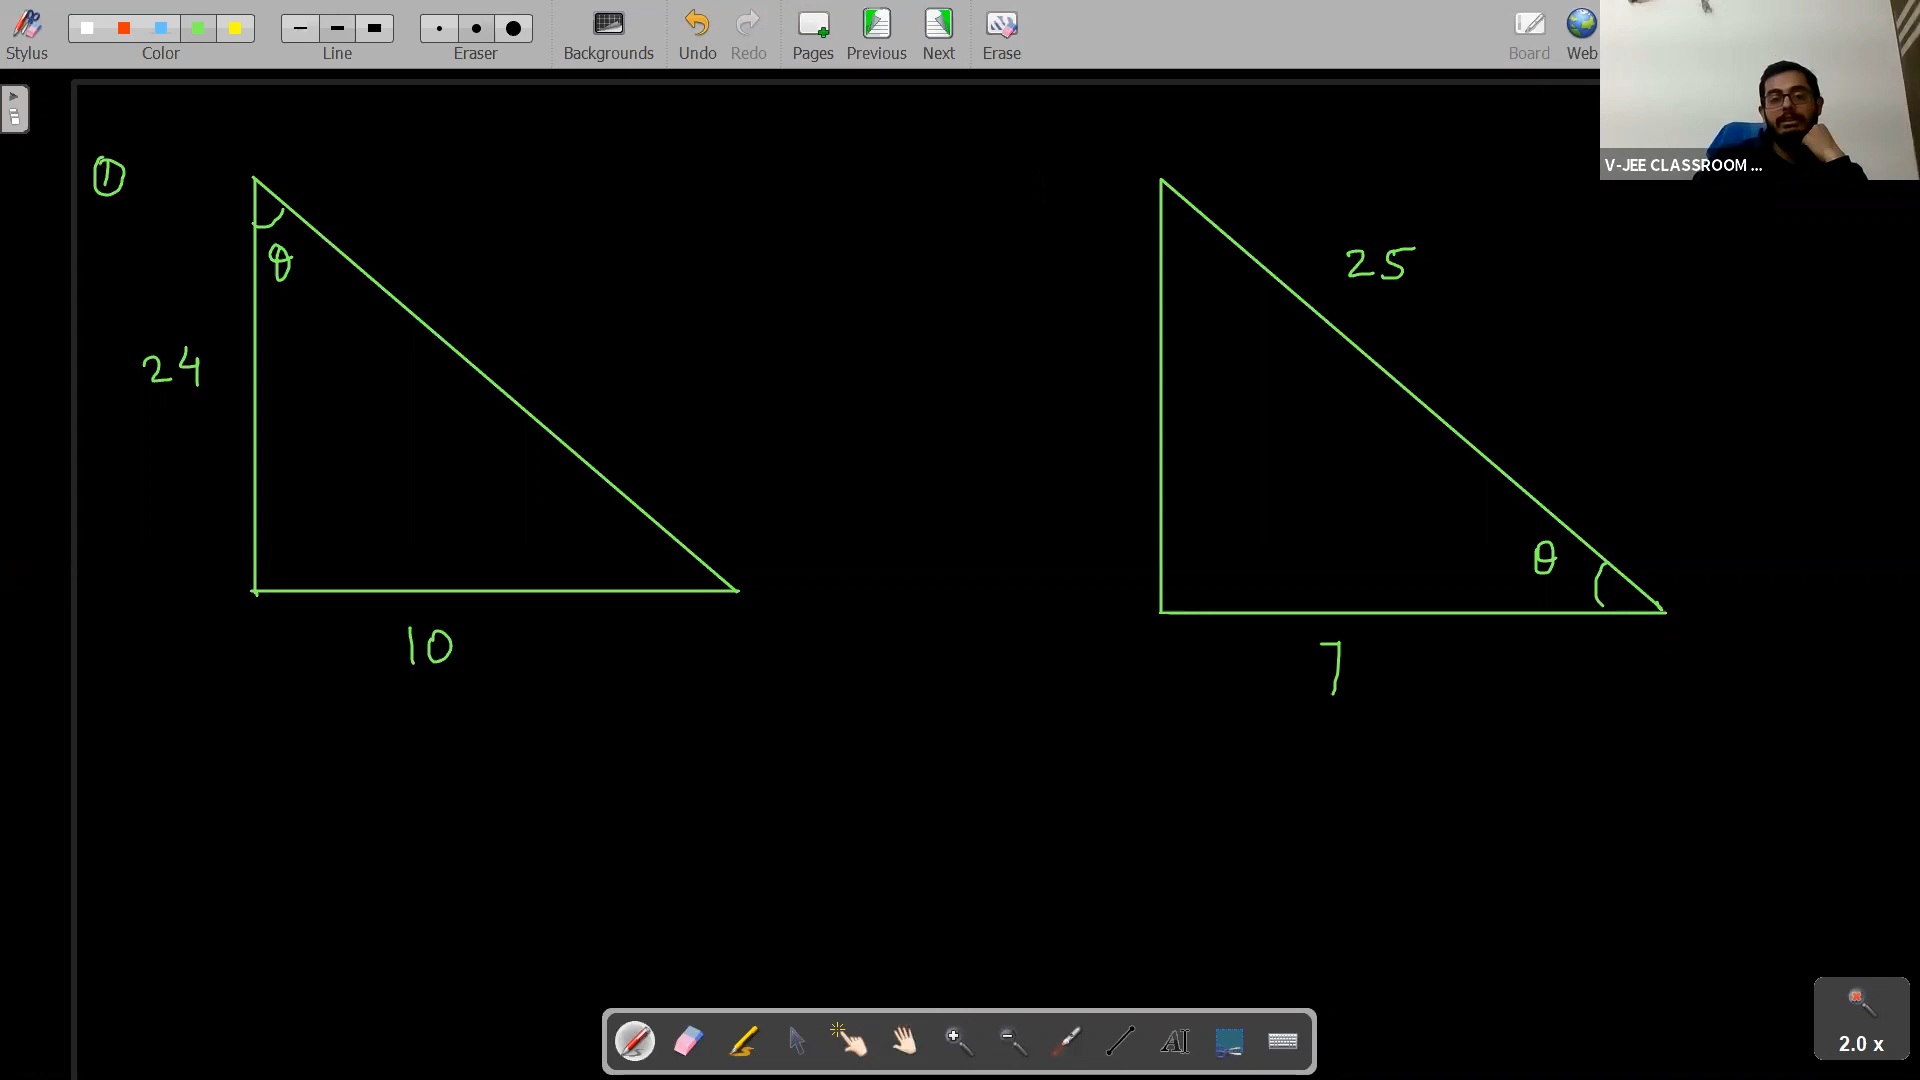 Stylus Color Line Eraser Backgrounds Undo Redo Pages Previous Next Erase Board Web
V-JEE CLASSROOM ...
①
θ
24
10
25
θ
7
AI
2.0 x